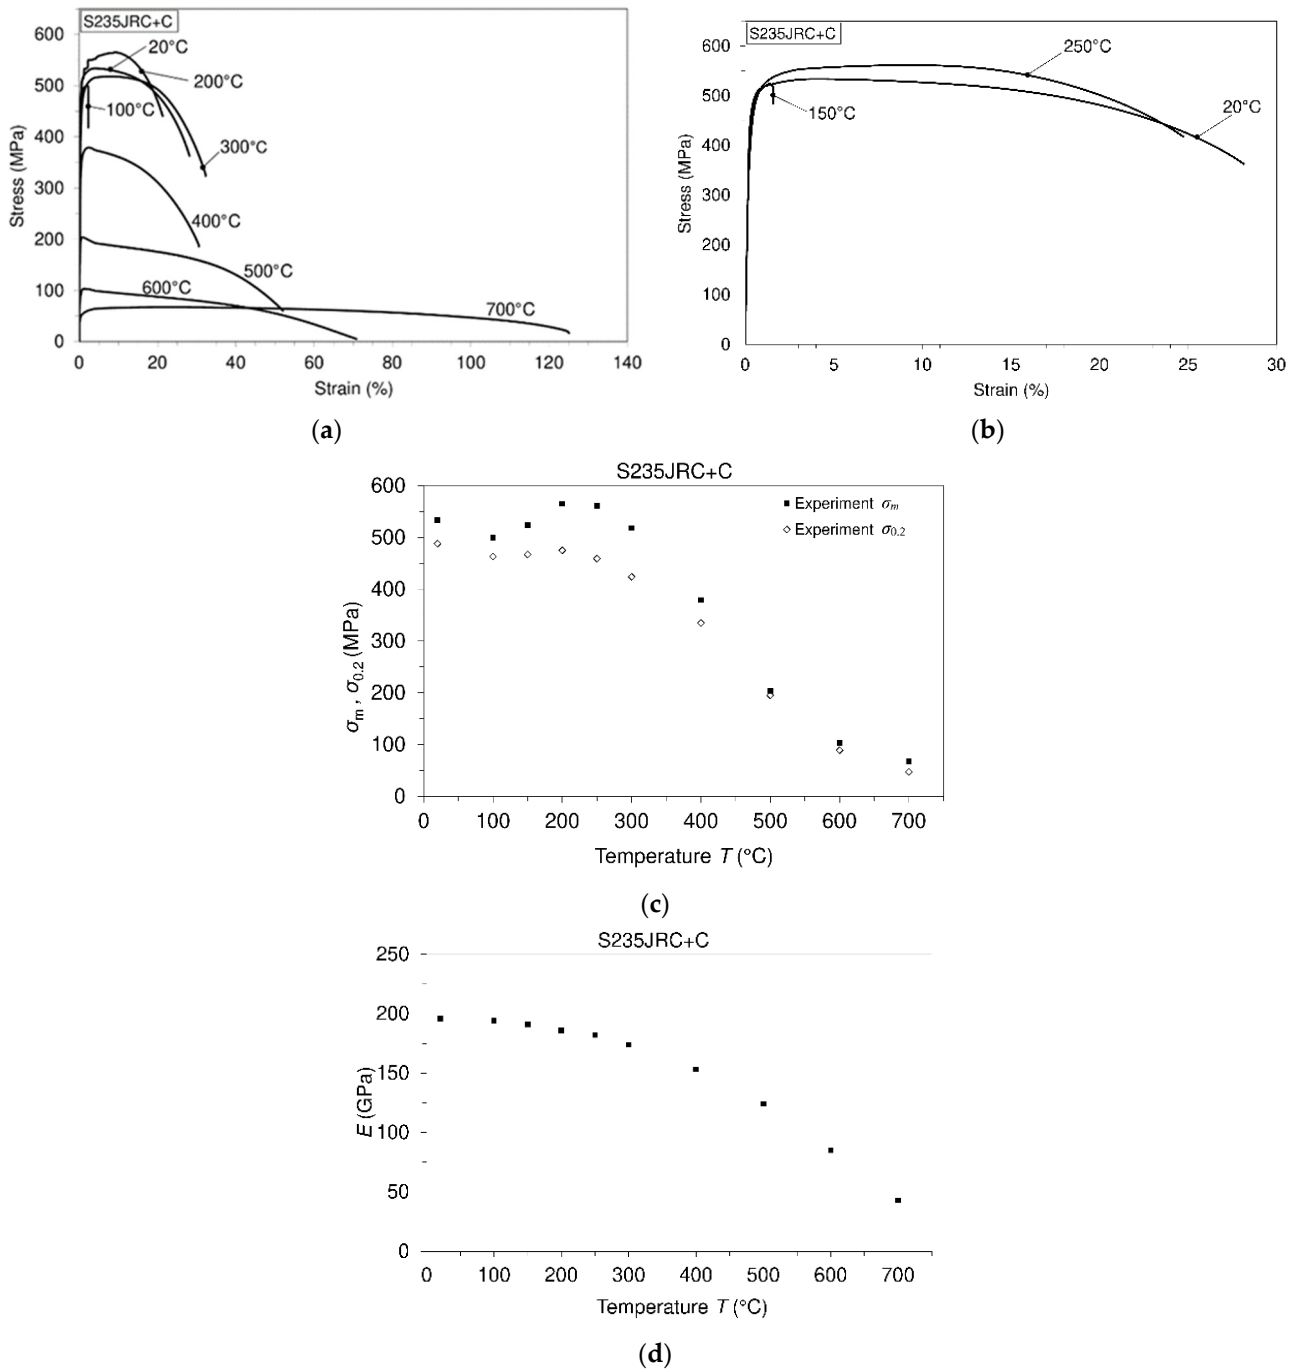 S235JRC+C
600
500
400
300
200
100
0
Stress (MPa)
20°C
200°C
100°C
300°C
400°C
500°C
600°C
700°C
0 20 40 60 80 100 120 140
Strain (%)
(a)
S235JRC+C
600
500
400
300
200
100
0
Stress (MPa)
250°C
150°C
20°C
0 5 10 15 20 25 30
Strain (%)
(b)
S235JRC+C
600
500
400
300
200
100
0
σm , σ0.2 (MPa)
Experiment σm
Experiment σ0.2
0 100 200 300 400 500 600 700
Temperature T (°C)
(c)
S235JRC+C
250
200
150
100
50
0
E (GPa)
0 100 200 300 400 500 600 700
Temperature T (°C)
(d)